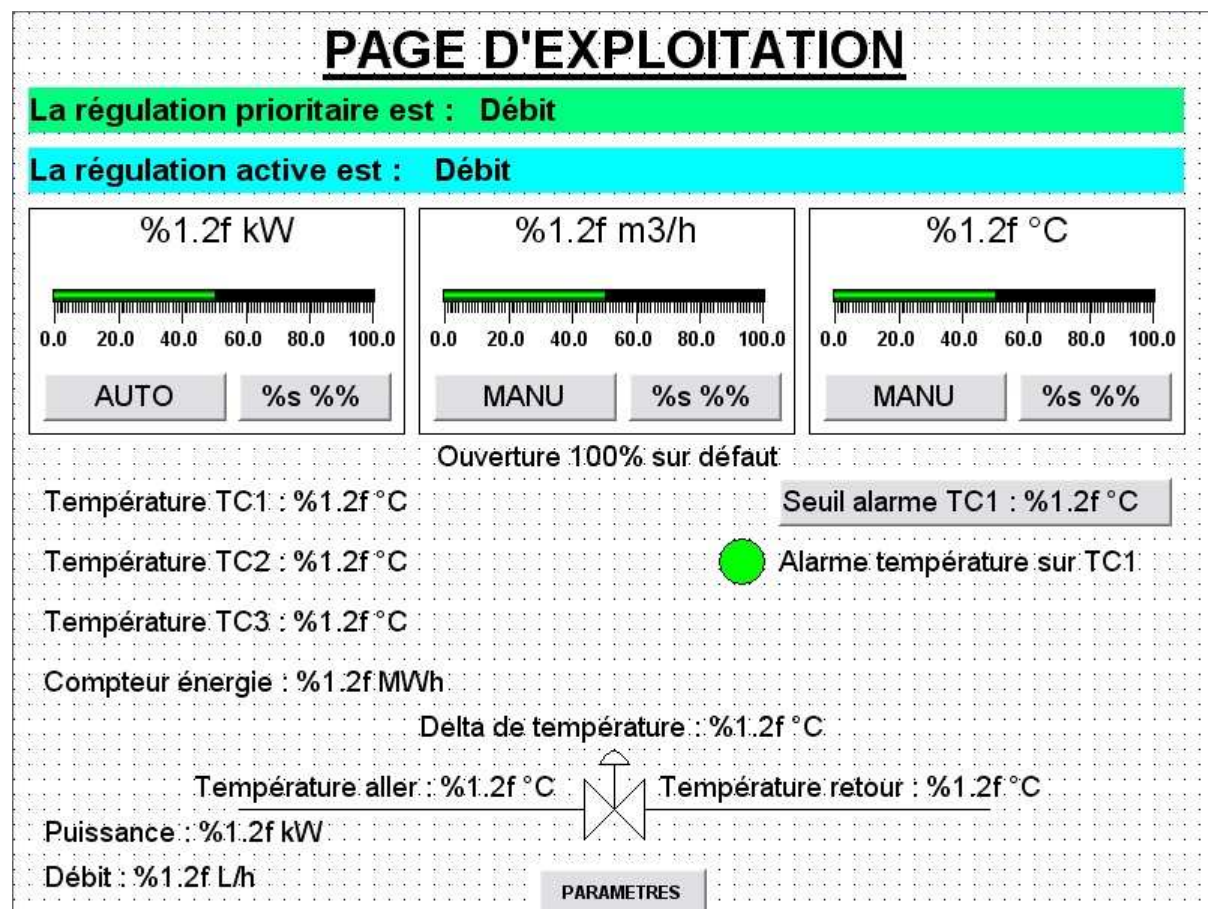 PAGE D'EXPLOITATION
La régulation prioritaire est : Débit
La régulation active est : Débit
%1.2f kW
0.0 20.0 40.0 60.0 80.0 100.0
AUTO %s %%
%1.2f m3/h
0.0 20.0 40.0 60.0 80.0 100.0
MANU %s %%
%1.2f °C
0.0 20.0 40.0 60.0 80.0 100.0
MANU %s %%
Ouverture 100% sur défaut
Température TC1 : %1.2f °C
Seuil alarme TC1 : %1.2f °C
Température TC2 : %1.2f °C
Alarme température sur TC1
Température TC3 : %1.2f °C
Compteur énergie : %1.2f MWh
Delta de température : %1.2f °C
Température aller : %1.2f °C
Température retour : %1.2f °C
Puissance : %1.2f kW
Débit : %1.2f L/h
PARAMETRES